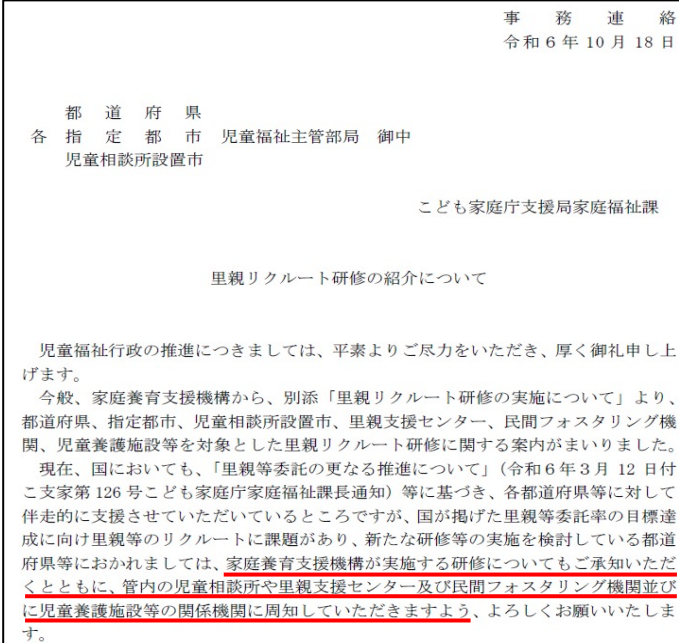 事務連絡
令和6年10月18日
都道府県
各指定都市 児童福祉主管部局 御中
児童相談所設置市
こども家庭庁支援局家庭福祉課
里親リクルート研修の紹介について
児童福祉行政の推進につきましては、平素よりご尽力をいただき、厚く御礼申し上
げます。
今般、家庭養育支援機構から、別添「里親リクルート研修の実施について」より、
都道府県、指定都市、児童相談所設置市、里親支援センター、民間フォスタリング機
関、児童養護施設等を対象とした里親リクルート研修に関する案内がまいりました。
現在、国においても、「里親等委託の更なる推進について」（令和6年3月12日付
こ支家第126号こども家庭庁家庭福祉課長通知）等に基づき、各都道府県等に対して
伴走的に支援させていただいているところですが、国が掲げた里親等委託率の目標達
成に向け里親等のリクルートに課題があり、新たな研修等の実施を検討している都道
府県等におかれましては、家庭養育支援機構が実施する研修についてもご承知いただ
くとともに、管内の児童相談所や里親支援センター及び民間フォスタリング機関並び
に児童養護施設等の関係機関に周知していただきますよう、よろしくお願いいたしま
す。